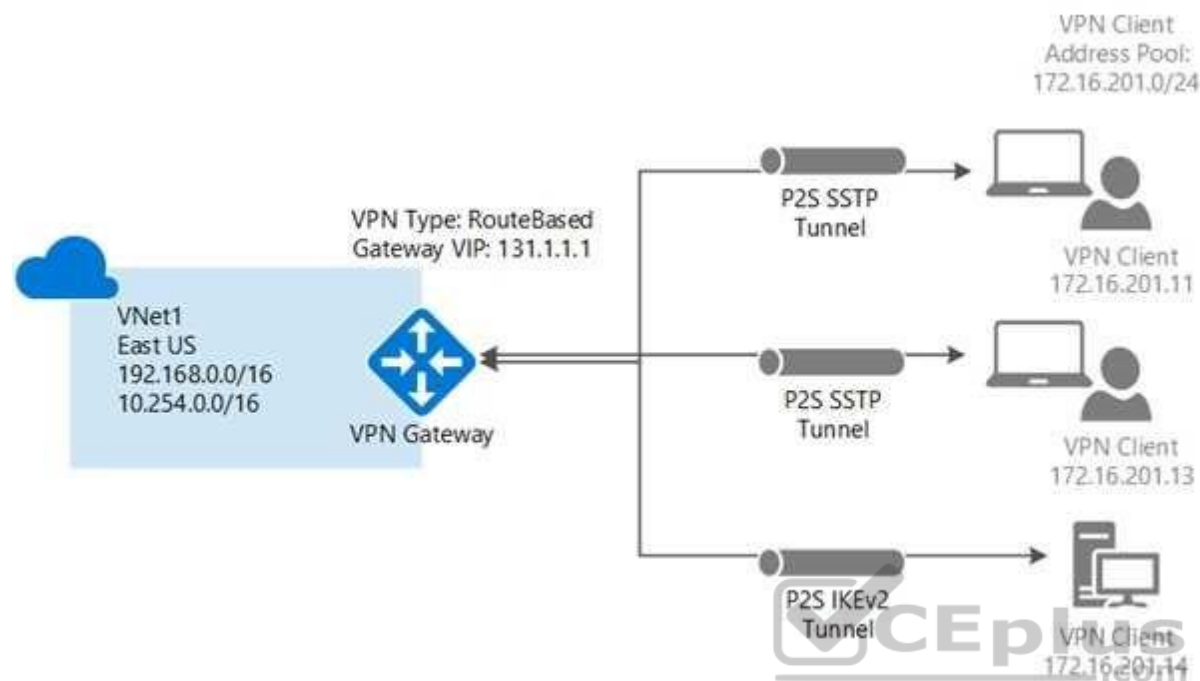 VPN Client
Address Pool:
172.16.201.0/24
P2S SSTP
Tunnel
VPN Type: RouteBased
Gateway VIP: 131.1.1.1
VPN Client
172.16.201.11
VNet1
East US
192.168.0.0/16
10.254.0.0/16
VPN Gateway
P2S SSTP
Tunnel
VPN Client
172.16.201.13
P2S IKEv2
Tunnel
CEplus
.com
VPN Client
172.16.201.14